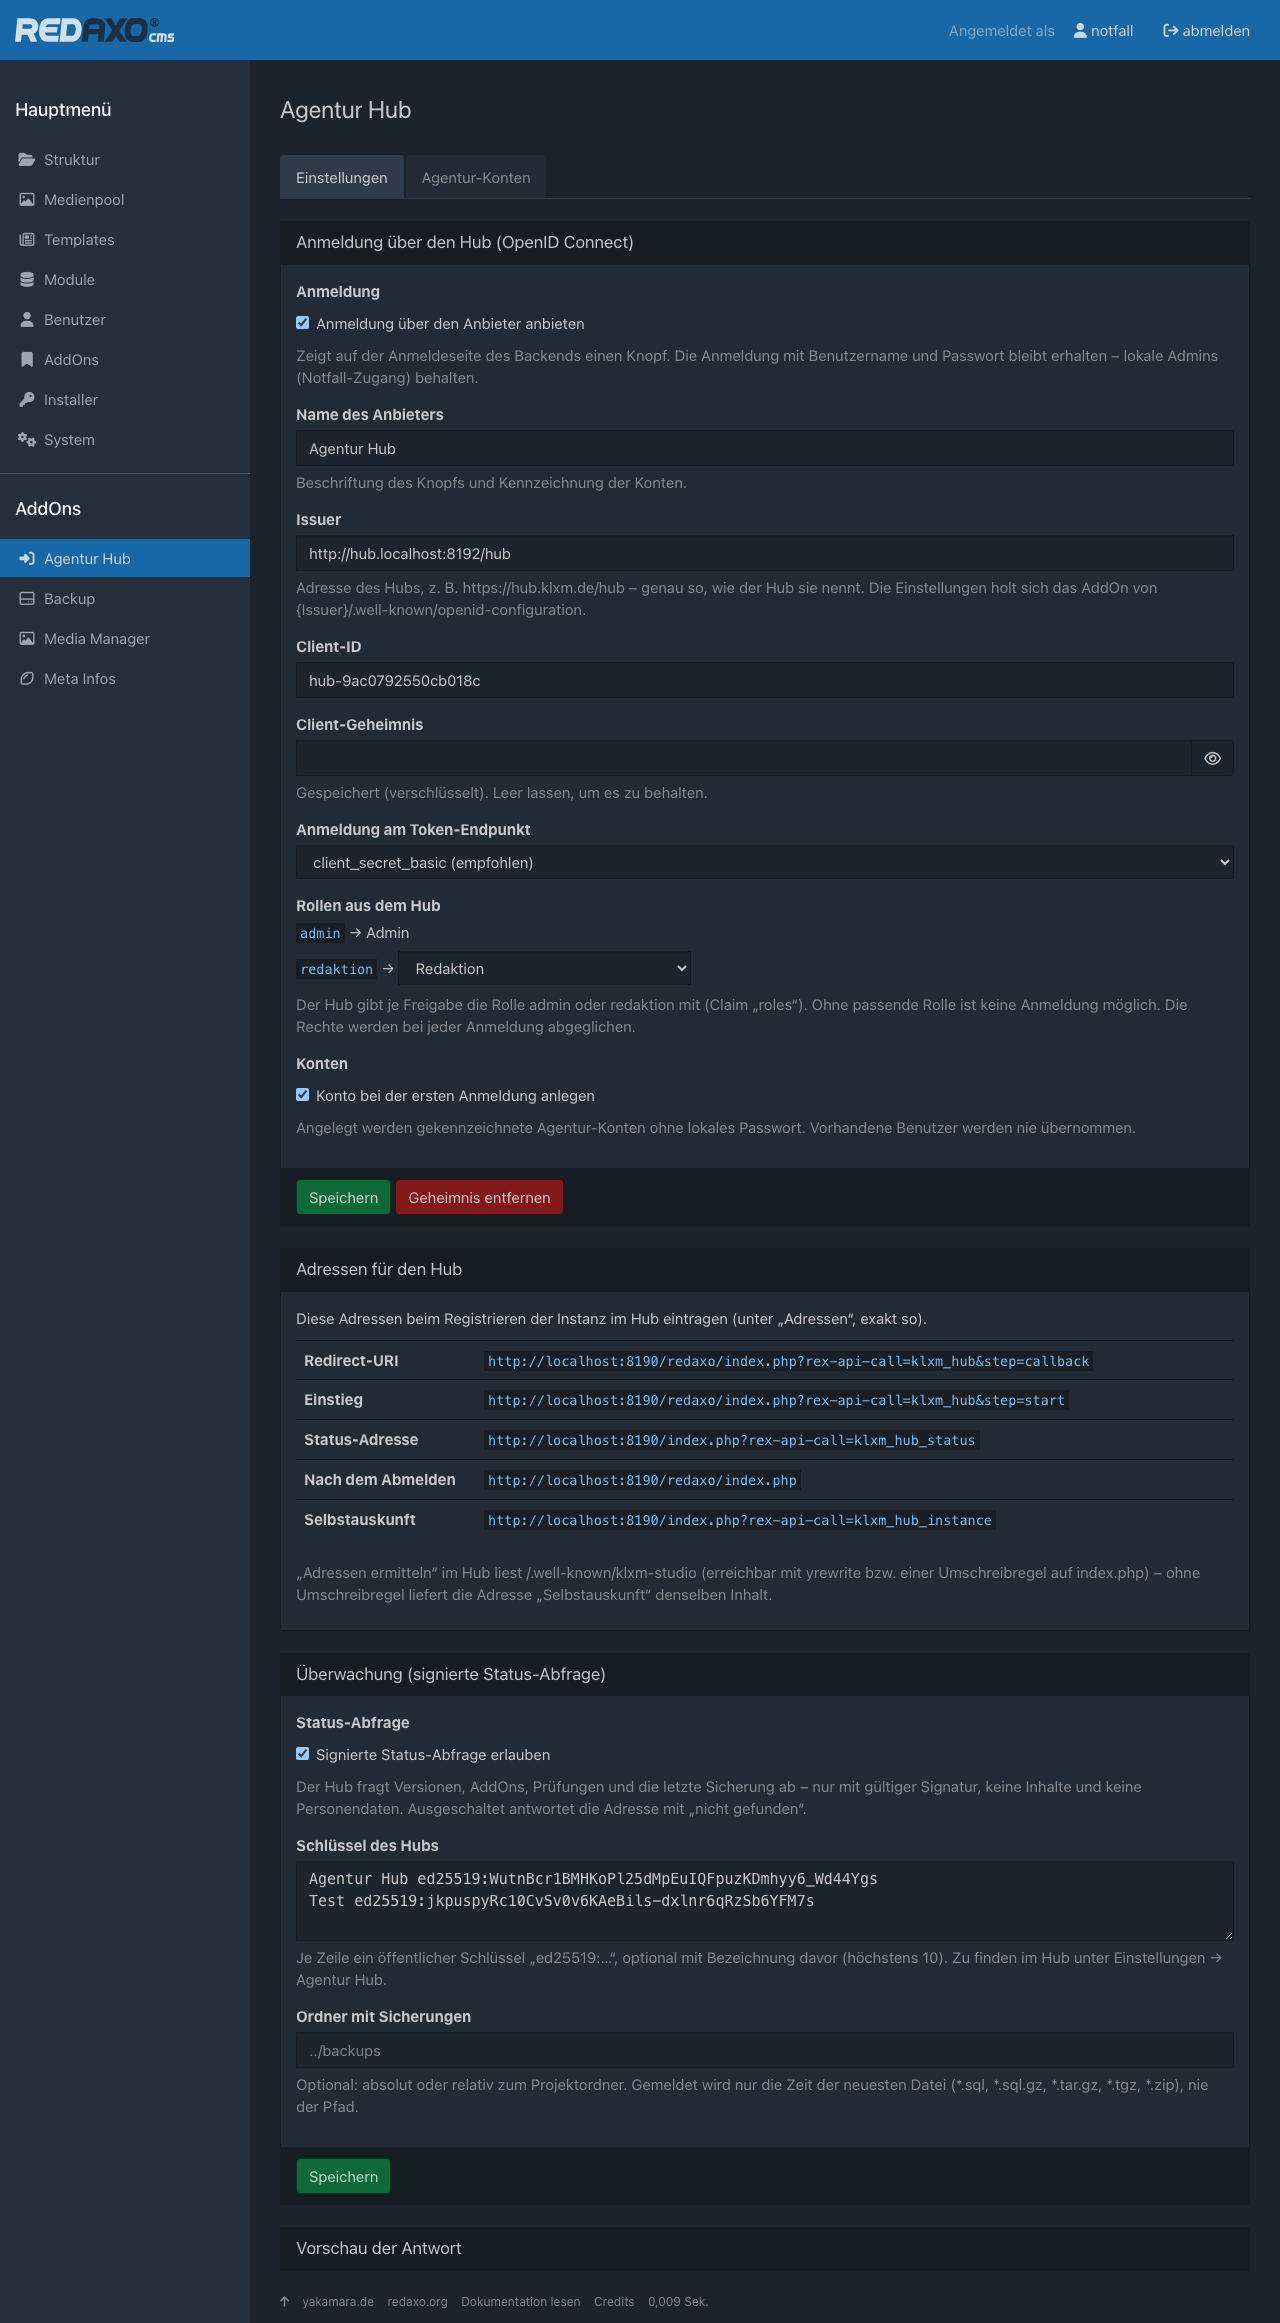 REDAXO® cms
Angemeldet als notfall abmelden
Hauptmenü
Struktur
Medienpool
Templates
Module
Benutzer
AddOns
Installer
System
AddOns
Agentur Hub
Backup
Media Manager
Meta Infos
Agentur Hub
Einstellungen Agentur-Konten
Anmeldung über den Hub (OpenID Connect)
Anmeldung
Anmeldung über den Anbieter anbieten
Zeigt auf der Anmeldeseite des Backends einen Knopf. Die Anmeldung mit Benutzername und Passwort bleibt erhalten – lokale Admins
(Notfall-Zugang) behalten.
Name des Anbieters
Agentur Hub
Beschriftung des Knopfs und Kennzeichnung der Konten.
Issuer
http://hub.localhost:8192/hub
Adresse des Hubs, z. B. https://hub.klxm.de/hub – genau so, wie der Hub sie nennt. Die Einstellungen holt sich das AddOn von
{Issuer}/.well-known/openid-configuration.
Client-ID
hub-9ac0792550cb018c
Client-Geheimnis
Gespeichert (verschlüsselt). Leer lassen, um es zu behalten.
Anmeldung am Token-Endpunkt
client_secret_basic (empfohlen)
Rollen aus dem Hub
admin → Admin
redaktion → Redaktion
Der Hub gibt je Freigabe die Rolle admin oder redaktion mit (Claim „roles“). Ohne passende Rolle ist keine Anmeldung möglich. Die
Rechte werden bei jeder Anmeldung abgeglichen.
Konten
Konto bei der ersten Anmeldung anlegen
Angelegt werden gekennzeichnete Agentur-Konten ohne lokales Passwort. Vorhandene Benutzer werden nie übernommen.
Speichern Geheimnis entfernen
Adressen für den Hub
Diese Adressen beim Registrieren der Instanz im Hub eintragen (unter „Adressen“, exakt so).
Redirect-URI http://localhost:8190/redaxo/index.php?rex-api-call=klxm_hub&step=callback
Einstieg http://localhost:8190/redaxo/index.php?rex-api-call=klxm_hub&step=start
Status-Adresse http://localhost:8190/index.php?rex-api-call=klxm_hub_status
Nach dem Abmelden http://localhost:8190/redaxo/index.php
Selbstauskunft http://localhost:8190/index.php?rex-api-call=klxm_hub_instance
„Adressen ermitteln“ im Hub liest /.well-known/klxm-studio (erreichbar mit yrewrite bzw. einer Umschreibregel auf index.php) – ohne
Umschreibregel liefert die Adresse „Selbstauskunft“ denselben Inhalt.
Überwachung (signierte Status-Abfrage)
Status-Abfrage
Signierte Status-Abfrage erlauben
Der Hub fragt Versionen, AddOns, Prüfungen und die letzte Sicherung ab – nur mit gültiger Signatur, keine Inhalte und keine
Personendaten. Ausgeschaltet antwortet die Adresse mit „nicht gefunden“.
Schlüssel des Hubs
Agentur Hub ed25519:WutnBcr1BMHKoPl25dMpEuIQFpuzKDmhyy6_Wd44Ygs
Test ed25519:jkpuspyRc10CvSv0v6KAeBils-dxlnr6qRzSb6YFM7s
Je Zeile ein öffentlicher Schlüssel „ed25519:…“, optional mit Bezeichnung davor (höchstens 10). Zu finden im Hub unter Einstellungen →
Agentur Hub.
Ordner mit Sicherungen
../backups
Optional: absolut oder relativ zum Projektordner. Gemeldet wird nur die Zeit der neuesten Datei (*.sql, *.sql.gz, *.tar.gz, *.tgz, *.zip), nie
der Pfad.
Speichern
Vorschau der Antwort
yakamara.de redaxo.org Dokumentation lesen Credits 0,009 Sek.